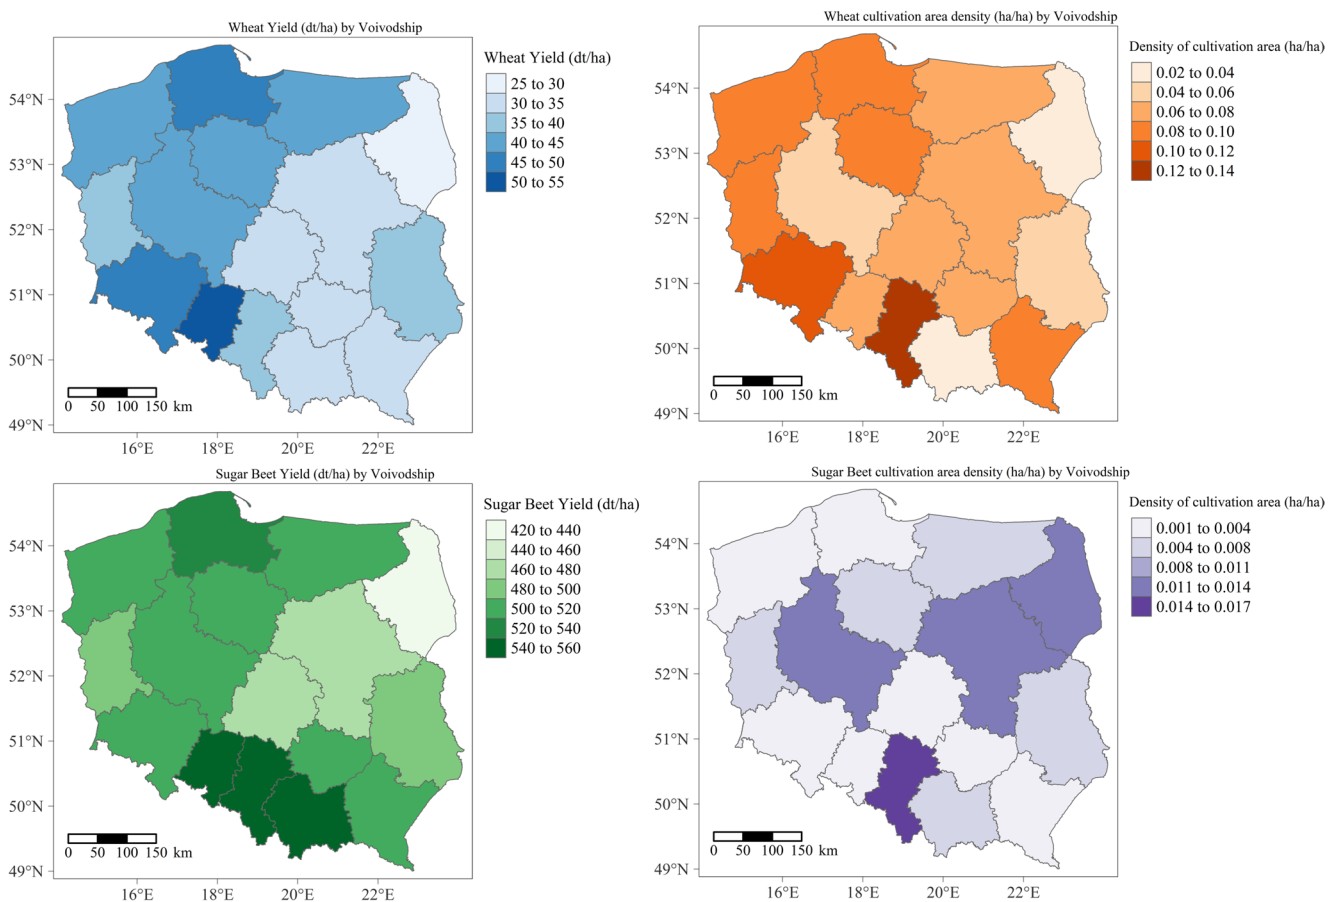 Wheat Yield (dt/ha) by Voivodship
54°N
53°N
52°N
51°N
50°N
49°N
16°E 18°E 20°E 22°E
0 50 100 150 km
Wheat Yield (dt/ha)
25 to 30
30 to 35
35 to 40
40 to 45
45 to 50
50 to 55
Wheat cultivation area density (ha/ha) by Voivodship
54°N
53°N
52°N
51°N
50°N
49°N
16°E 18°E 20°E 22°E
0 50 100 150 km
Density of cultivation area (ha/ha)
0.02 to 0.04
0.04 to 0.06
0.06 to 0.08
0.08 to 0.10
0.10 to 0.12
0.12 to 0.14
Sugar Beet Yield (dt/ha) by Voivodship
54°N
53°N
52°N
51°N
50°N
49°N
16°E 18°E 20°E 22°E
0 50 100 150 km
Sugar Beet Yield (dt/ha)
420 to 440
440 to 460
460 to 480
480 to 500
500 to 520
520 to 540
540 to 560
Sugar Beet cultivation area density (ha/ha) by Voivodship
54°N
53°N
52°N
51°N
50°N
49°N
16°E 18°E 20°E 22°E
0 50 100 150 km
Density of cultivation area (ha/ha)
0.001 to 0.004
0.004 to 0.008
0.008 to 0.011
0.011 to 0.014
0.014 to 0.017